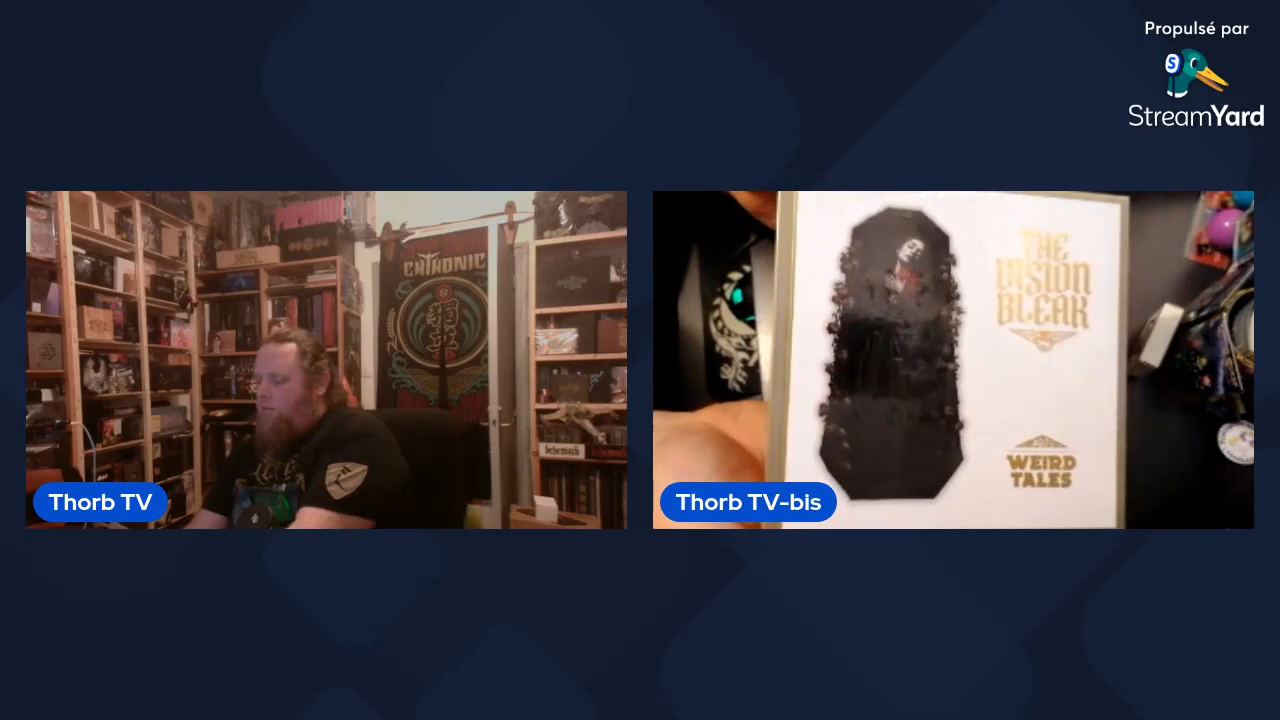 Propulsé par
S
StreamYard
CHTHONIC
behemoth
THE
VISION
BLEAK
WEIRD
TALES
Thorb TV
Thorb TV-bis